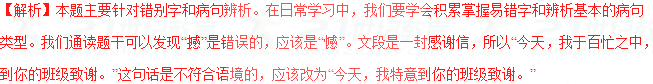 【解析】本题主要针对错别字和病句辨析。在日常学习中，我们要学会积累掌握易错字和辨析基本的病句
类型。我们通读题干可以发现“撼”是错误的，应该是“憾”。文段是一封感谢信，所以“今天，我于百忙之中，
到你的班级致谢。”这句话是不符合语境的，应该改为“今天，我特意到你的班级致谢。”